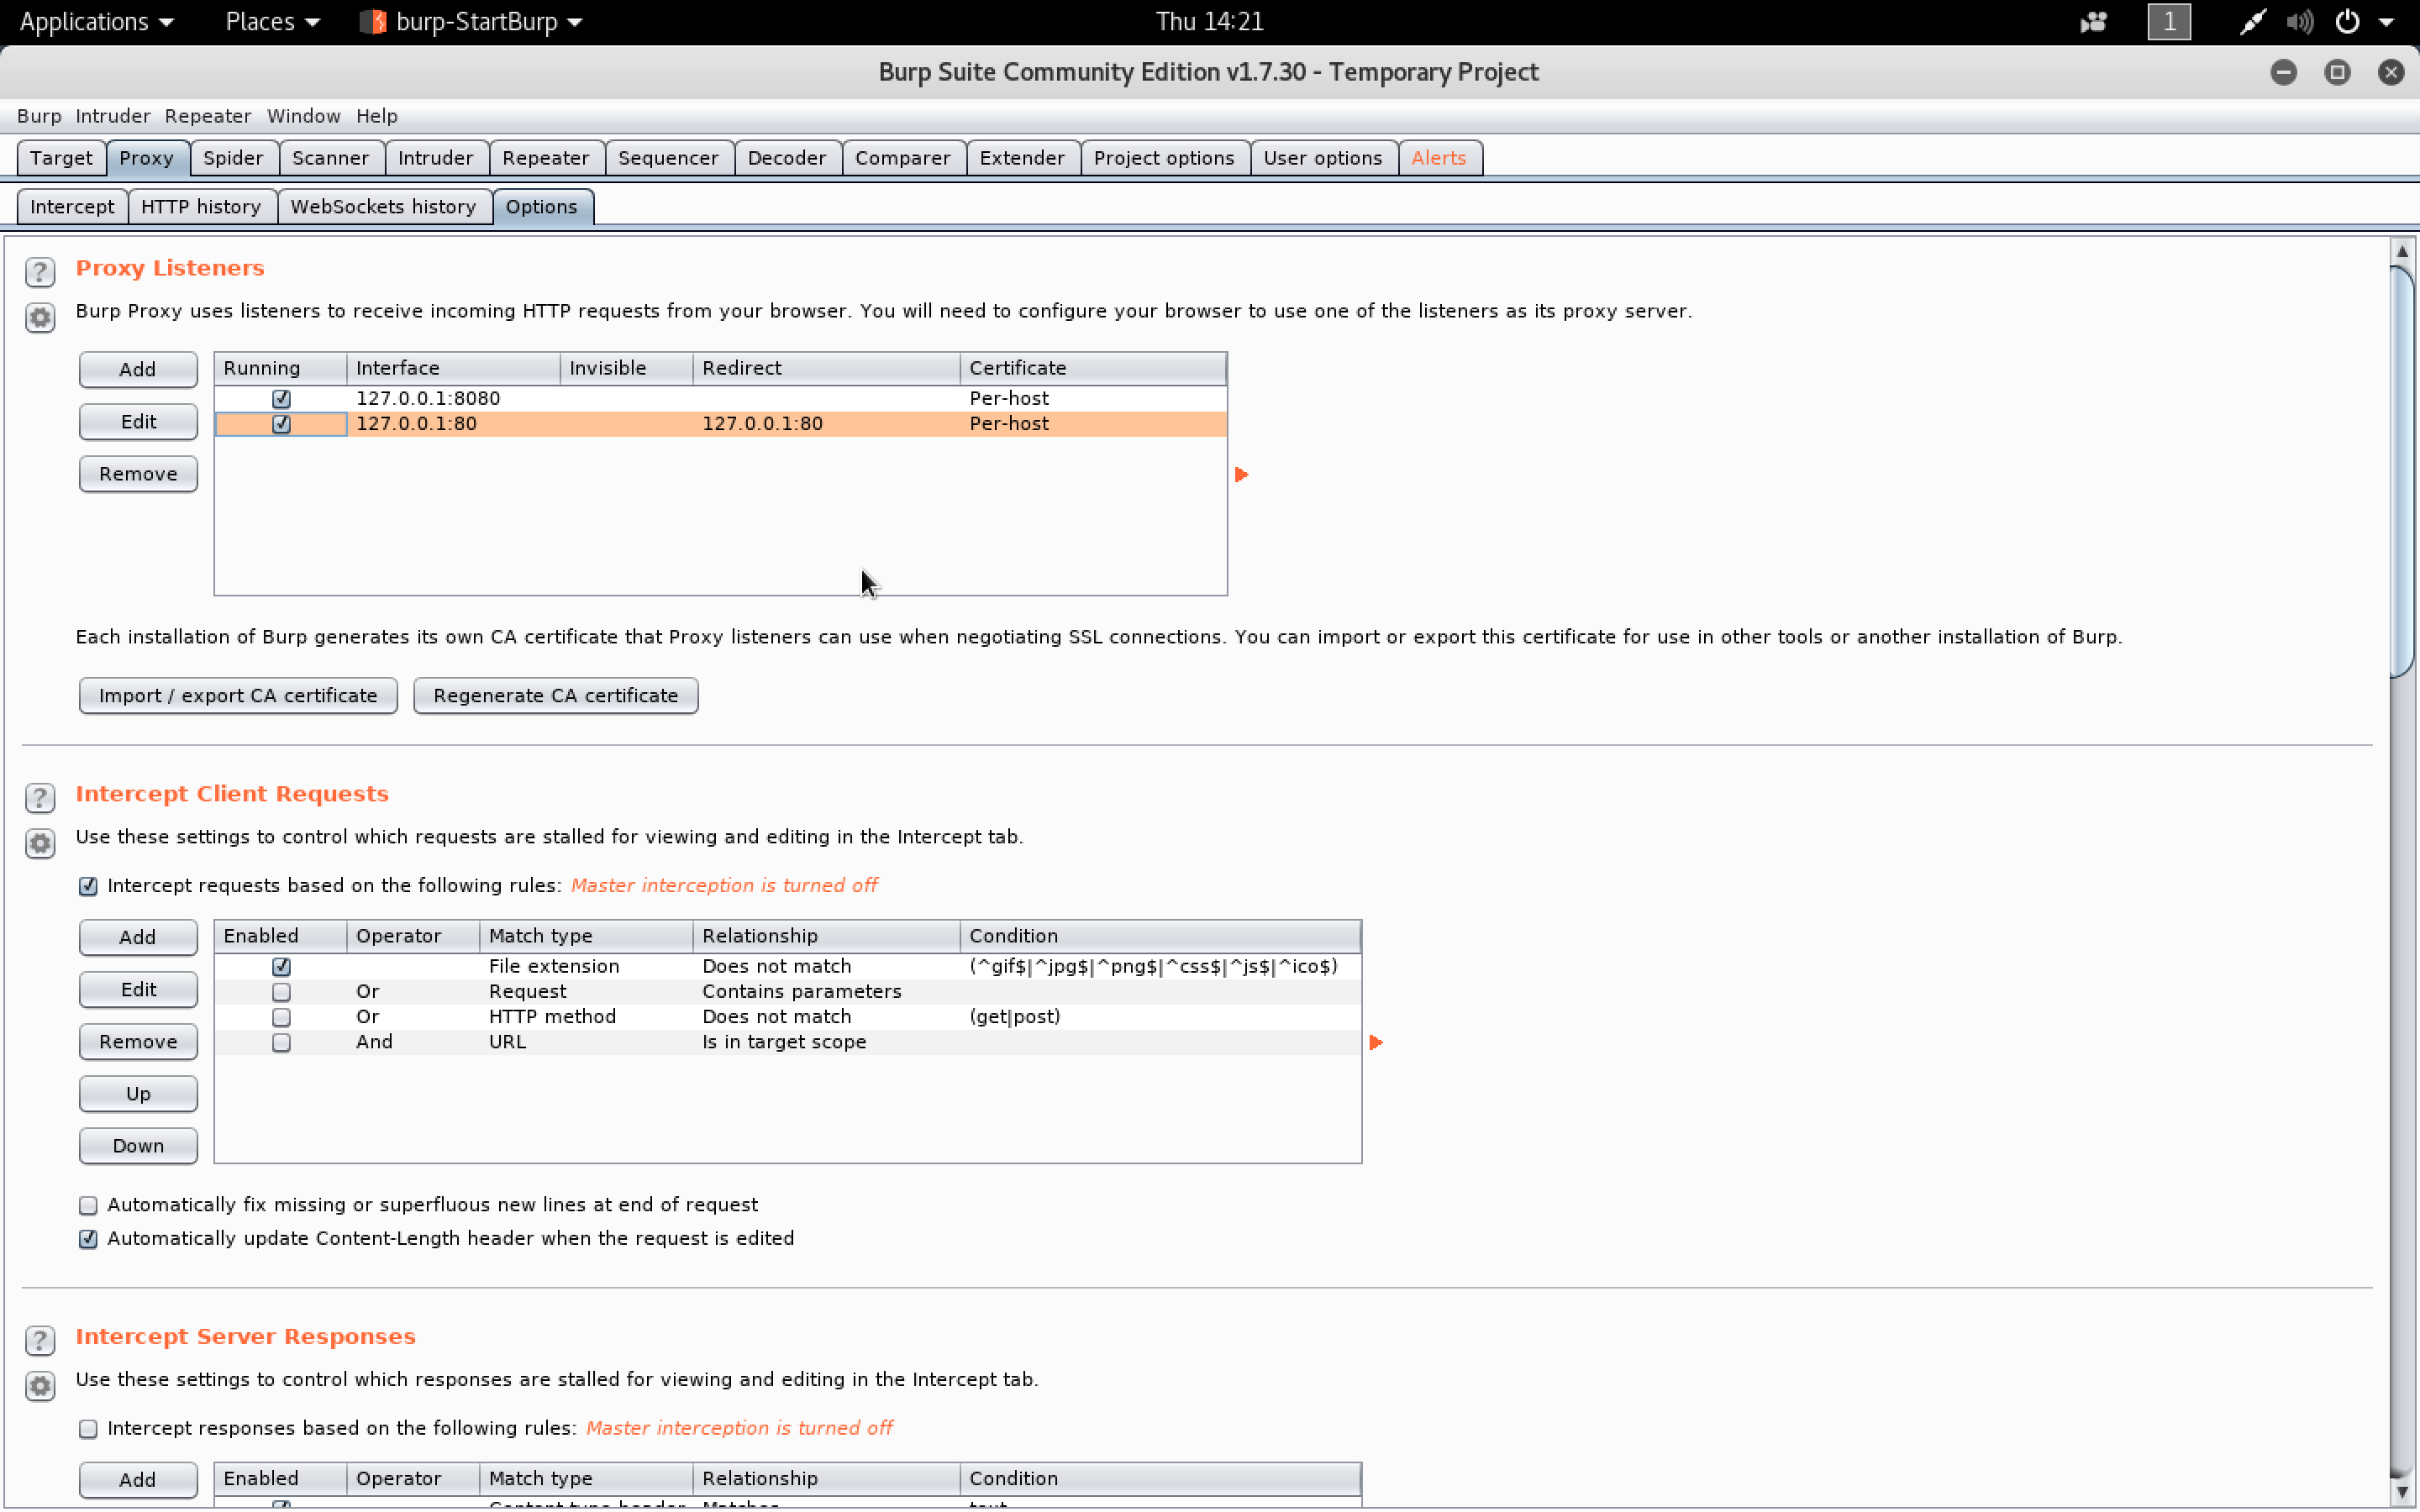 Applications Places burp-StartBurp Thu 14:21 1
Burp Suite Community Edition v1.7.30 - Temporary Project
Burp Intruder Repeater Window Help
Target Proxy Spider Scanner Intruder Repeater Sequencer Decoder Comparer Extender Project options User options Alerts
Intercept HTTP history WebSockets history Options
? Proxy Listeners
Burp Proxy uses listeners to receive incoming HTTP requests from your browser. You will need to configure your browser to use one of the listeners as its proxy server.
Add Running Interface Invisible Redirect Certificate
127.0.0.1:8080 Per-host
Edit 127.0.0.1:80 127.0.0.1:80 Per-host
Remove
Each installation of Burp generates its own CA certificate that Proxy listeners can use when negotiating SSL connections. You can import or export this certificate for use in other tools or another installation of Burp.
Import / export CA certificate Regenerate CA certificate
? Intercept Client Requests
Use these settings to control which requests are stalled for viewing and editing in the Intercept tab.
Intercept requests based on the following rules: Master interception is turned off
Add Enabled Operator Match type Relationship Condition
File extension Does not match (^gif$|^jpg$|^png$|^css$|^js$|^ico$)
Edit Or Request Contains parameters
Or HTTP method Does not match (get|post)
Remove And URL Is in target scope
Up
Down
Automatically fix missing or superfluous new lines at end of request
Automatically update Content-Length header when the request is edited
? Intercept Server Responses
Use these settings to control which responses are stalled for viewing and editing in the Intercept tab.
Intercept responses based on the following rules: Master interception is turned off
Add Enabled Operator Match type Relationship Condition